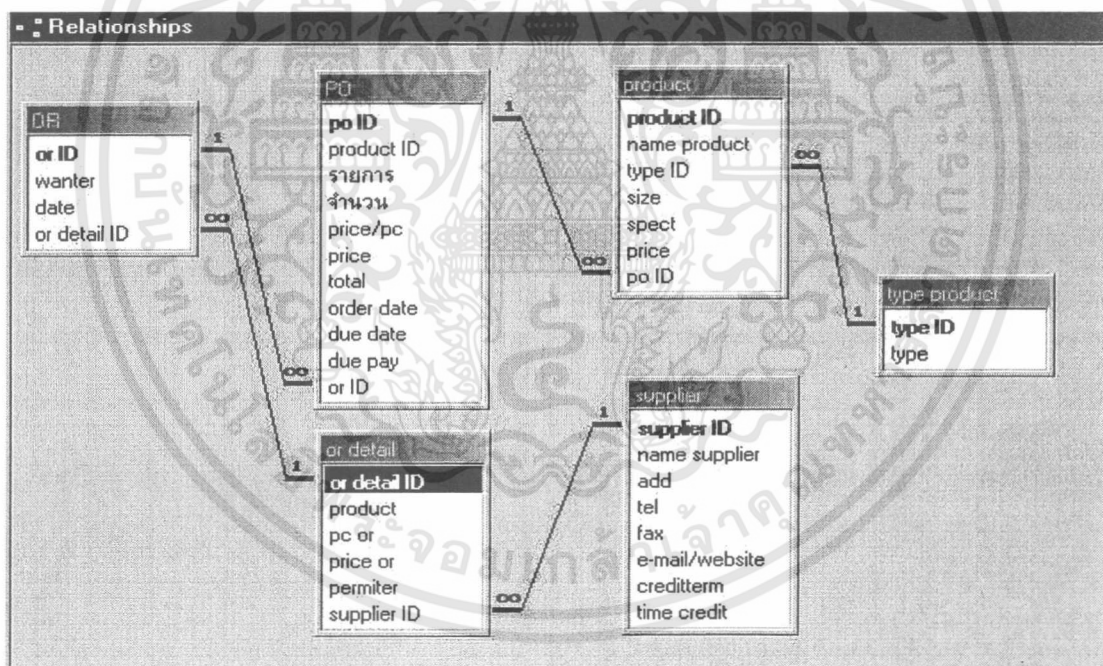 Relationships
OR
or ID
wanter
date
or detail ID
1
∞
PO
po ID
product ID
รายการ
จำนวน
price/pc
price
total
order date
due date
due pay
or ID
1
∞
product
product ID
name product
type ID
size
spect
price
po ID
∞
∞
type product
type ID
type
1
or detail
or detail ID
product
pc or
price or
permiter
supplier ID
1
∞
supplier
supplier ID
name supplier
add
tel
fax
e-mail/website
creditterm
time credit
1